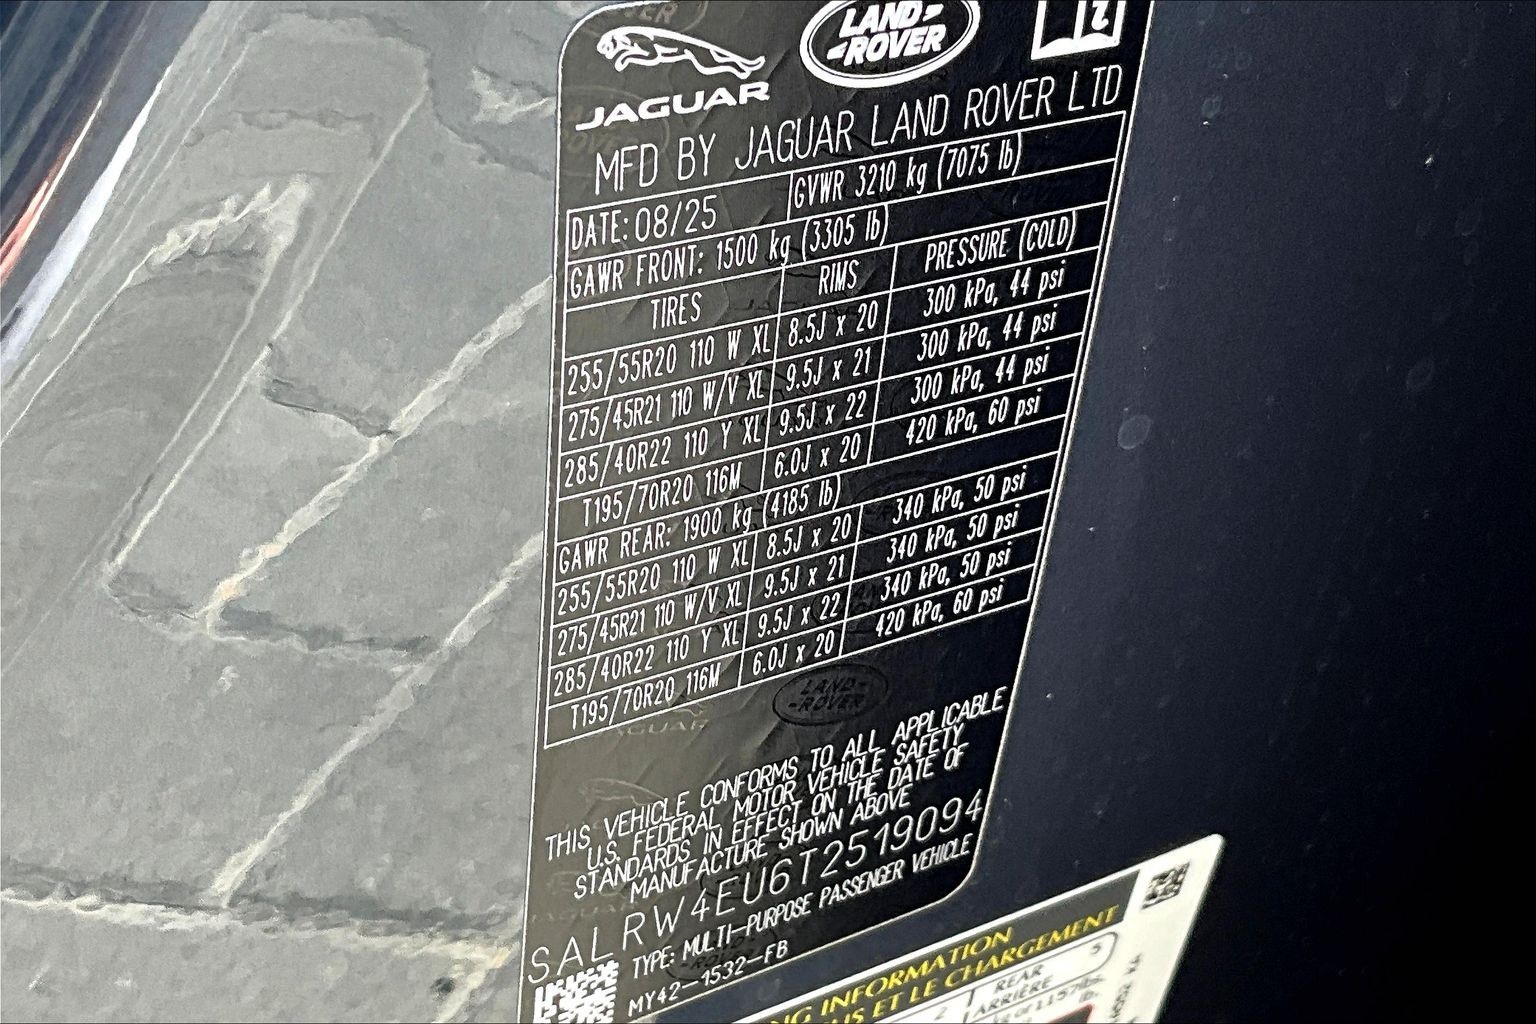 JAGUAR
LAND-
-ROVER
MFD BY JAGUAR LAND ROVER LTD
DATE: 08/25 GVWR 3210 kg (7075 lb)
GAWR FRONT: 1500 kg (3305 lb)
TIRES RIMS PRESSURE (COLD)
255/55R20 110 W XL 8.5J x 20 300 kPa, 44 psi
275/45R21 110 W/V XL 9.5J x 21 300 kPa, 44 psi
285/40R22 110 Y XL 9.5J x 22 300 kPa, 44 psi
T195/70R20 116M 6.0J x 20 420 kPa, 60 psi
GAWR REAR: 1900 kg (4185 lb)
255/55R20 110 W XL 8.5J x 20 340 kPa, 50 psi
275/45R21 110 W/V XL 9.5J x 21 340 kPa, 50 psi
285/40R22 110 Y XL 9.5J x 22 340 kPa, 50 psi
T195/70R20 116M 6.0J x 20 420 kPa, 60 psi
LAND-
-ROVER
JAGUAR
THIS VEHICLE CONFORMS TO ALL APPLICABLE
U.S. FEDERAL MOTOR VEHICLE SAFETY
STANDARDS IN EFFECT ON THE DATE OF
MANUFACTURE SHOWN ABOVE
SALRW4EU6T2519094
TYPE: MULTI-PURPOSE PASSENGER VEHICLE
MY42-1532-FB
INFORMATION
ET LE CHARGEMENT
2 REAR 5
ARRIÈRE